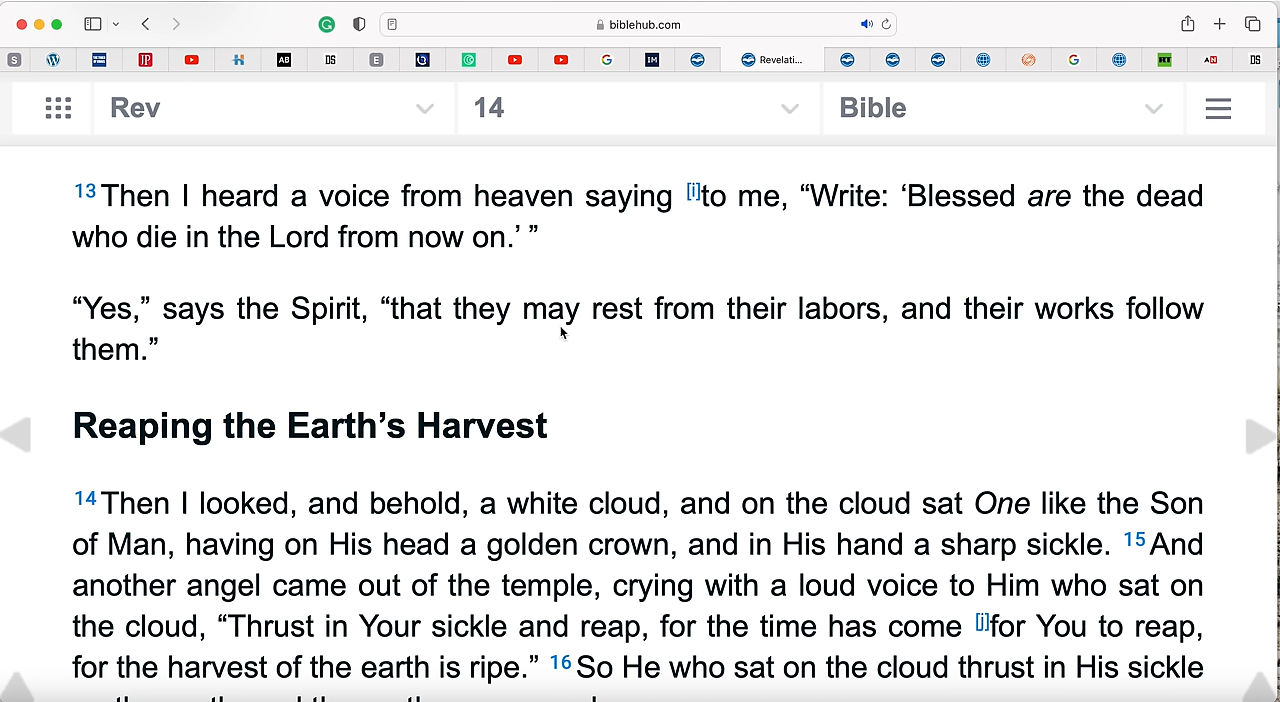 biblehub.com
S JP AB DS E G IM Revelati... G RT AN DS
Rev 14 Bible
13 Then I heard a voice from heaven saying [i]to me, “Write: ‘Blessed are the dead
who die in the Lord from now on.’ ”
“Yes,” says the Spirit, “that they may rest from their labors, and their works follow
them.”
Reaping the Earth’s Harvest
14 Then I looked, and behold, a white cloud, and on the cloud sat One like the Son
of Man, having on His head a golden crown, and in His hand a sharp sickle. 15 And
another angel came out of the temple, crying with a loud voice to Him who sat on
the cloud, “Thrust in Your sickle and reap, for the time has come [j]for You to reap,
for the harvest of the earth is ripe.” 16 So He who sat on the cloud thrust in His sickle